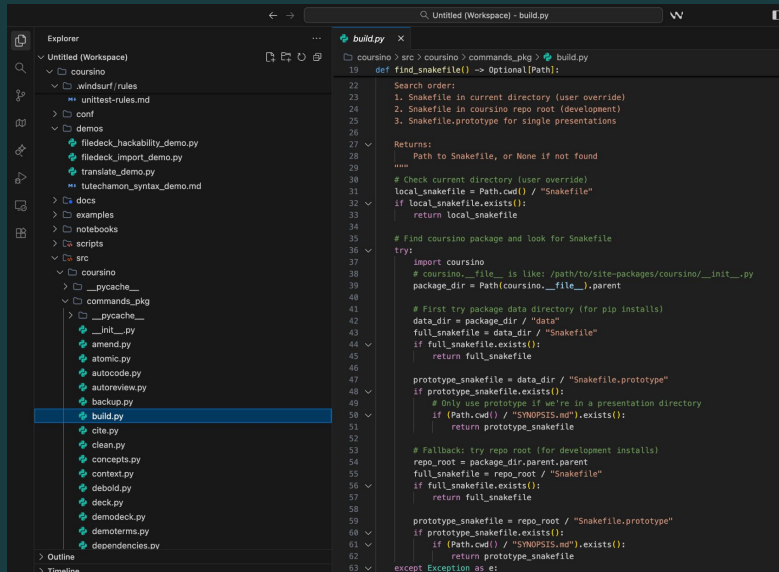 Untitled (Workspace) - build.py
Explorer
Untitled (Workspace)
coursino
.windsurf/rules
unittest-rules.md
conf
demos
filedeck_hackability_demo.py
filedeck_import_demo.py
translate_demo.py
tutechamon_syntax_demo.md
docs
examples
notebooks
scripts
src
coursino
__pycache__
commands_pkg
__pycache__
__init__.py
amend.py
atomic.py
autocode.py
autoreview.py
backup.py
build.py
cite.py
clean.py
concepts.py
context.py
debold.py
deck.py
demodeck.py
demoterms.py
dependencies.py
Outline
Timeline
build.py
coursino > src > coursino > commands_pkg > build.py
19 def find_snakefile() -> Optional[Path]:
22 Search order:
23 1. Snakefile in current directory (user override)
24 2. Snakefile in coursino repo root (development)
25 3. Snakefile.prototype for single presentations
26
27 Returns:
28 Path to Snakefile, or None if not found
29 """
30 # Check current directory (user override)
31 local_snakefile = Path.cwd() / "Snakefile"
32 if local_snakefile.exists():
33 return local_snakefile
34
35 # Find coursino package and look for Snakefile
36 try:
37 import coursino
38 # coursino.__file__ is like: /path/to/site-packages/coursino/__init__.py
39 package_dir = Path(coursino.__file__).parent
40
41 # First try package data directory (for pip installs)
42 data_dir = package_dir / "data"
43 full_snakefile = data_dir / "Snakefile"
44 if full_snakefile.exists():
45 return full_snakefile
46
47 prototype_snakefile = data_dir / "Snakefile.prototype"
48 if prototype_snakefile.exists():
49 # Only use prototype if we're in a presentation directory
50 if (Path.cwd() / "SYNOPSIS.md").exists():
51 return prototype_snakefile
52
53 # Fallback: try repo root (for development installs)
54 repo_root = package_dir.parent.parent
55 full_snakefile = repo_root / "Snakefile"
56 if full_snakefile.exists():
57 return full_snakefile
58
59 prototype_snakefile = repo_root / "Snakefile.prototype"
60 if prototype_snakefile.exists():
61 if (Path.cwd() / "SYNOPSIS.md").exists():
62 return prototype_snakefile
63 except Exception as e: